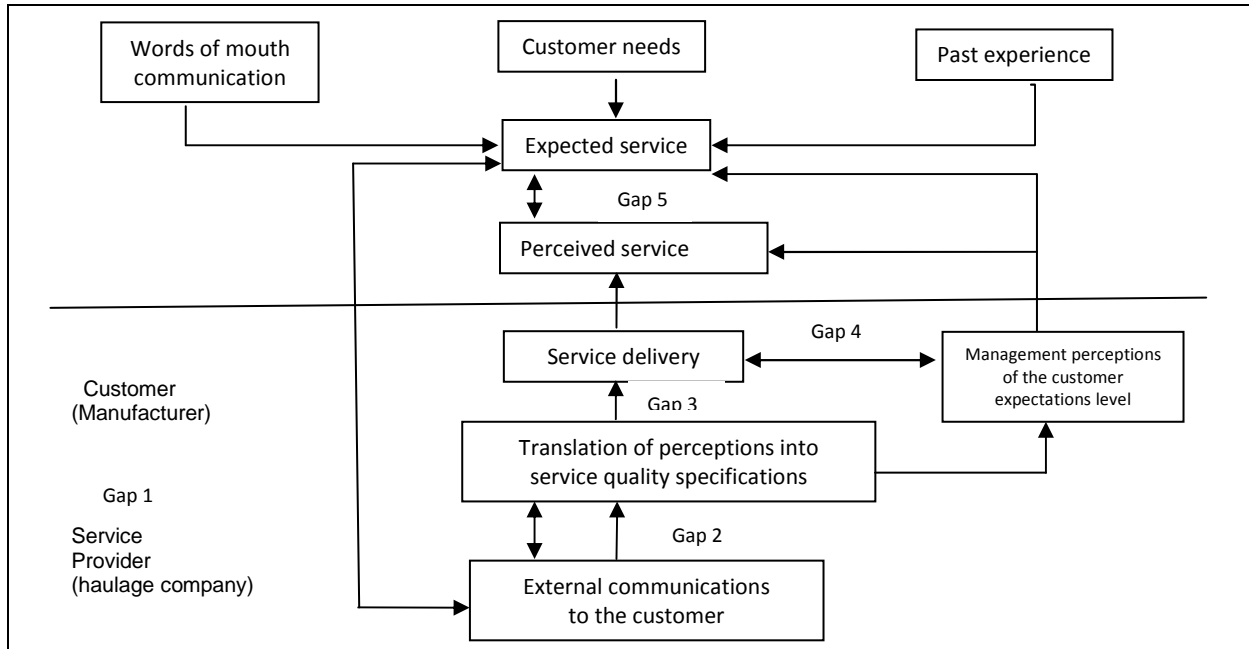 Words of mouth
communication
Customer needs
Past experience
Expected service
Gap 5
Perceived service
Gap 4
Service delivery
Management perceptions
of the customer
expectations level
Customer
(Manufacturer)
Gap 3
Translation of perceptions into
service quality specifications
Gap 1
Service
Provider
(haulage company)
Gap 2
External communications
to the customer